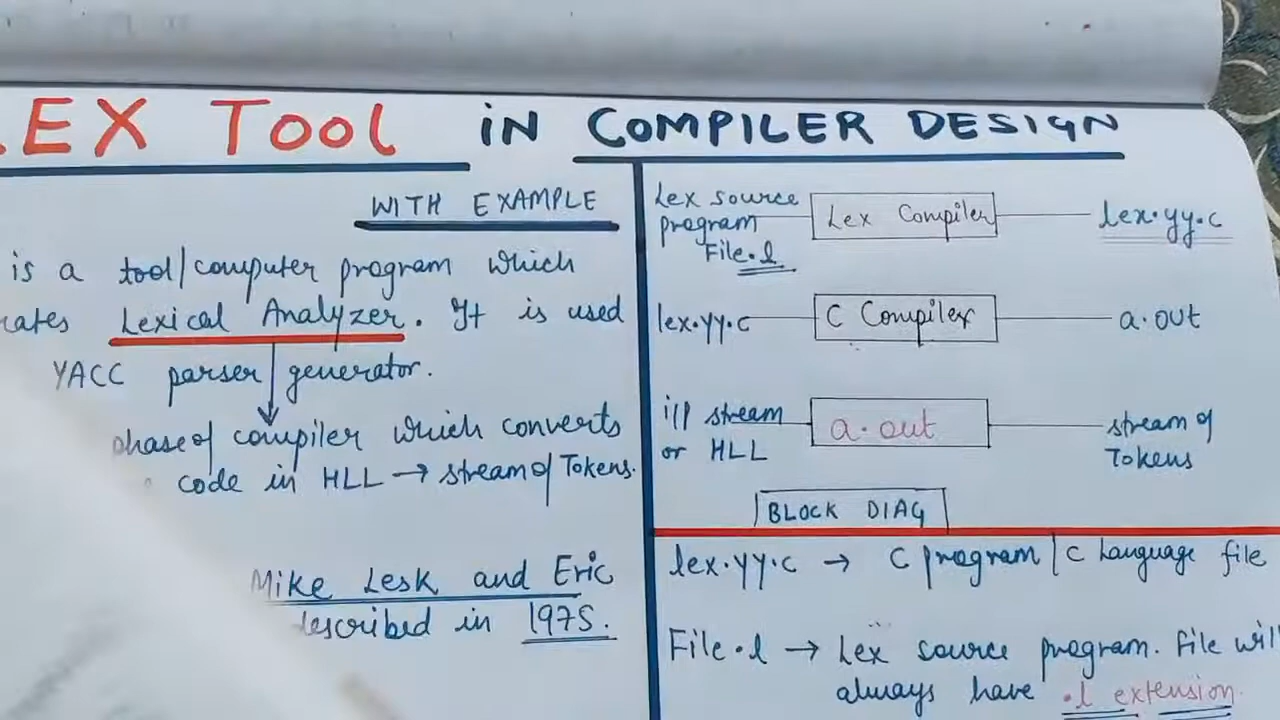 EX Tool in COMPILER DESIGN
WITH EXAMPLE
is a tool/computer program which
rates Lexical Analyzer. It is used
YACC parser generator.
phase of compiler which converts
code in HLL → stream of Tokens.
Mike Lesk and Eric
described in 1975.
Lex source
program
File.l
Lex Compiler
lex.yy.c
lex.yy.c
C Compiler
a.out
i/p stream
or HLL
a.out
stream of
Tokens
BLOCK DIAG
lex.yy.c → C program / C Language file
File.l → Lex source program. File will
always have .l extension.